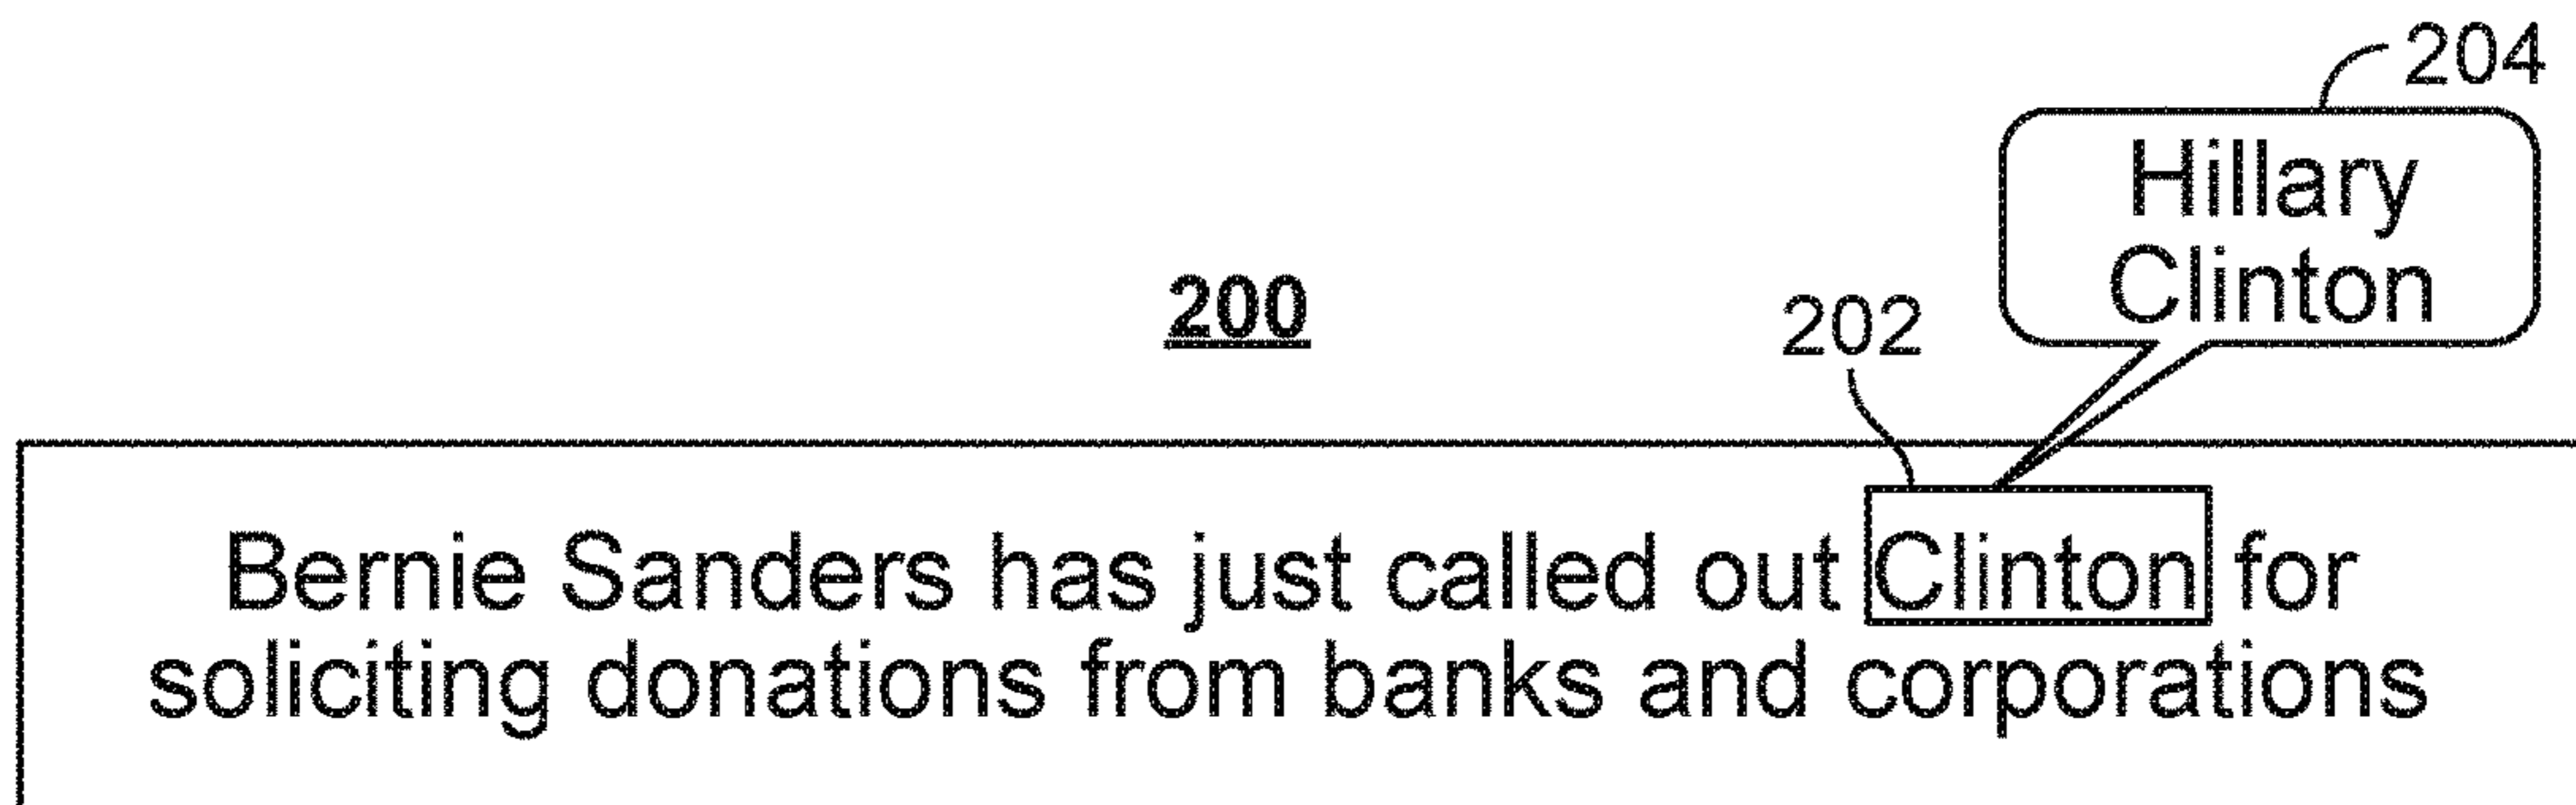 204
Hillary
Clinton
200
202
Bernie Sanders has just called out Clinton for
soliciting donations from banks and corporations